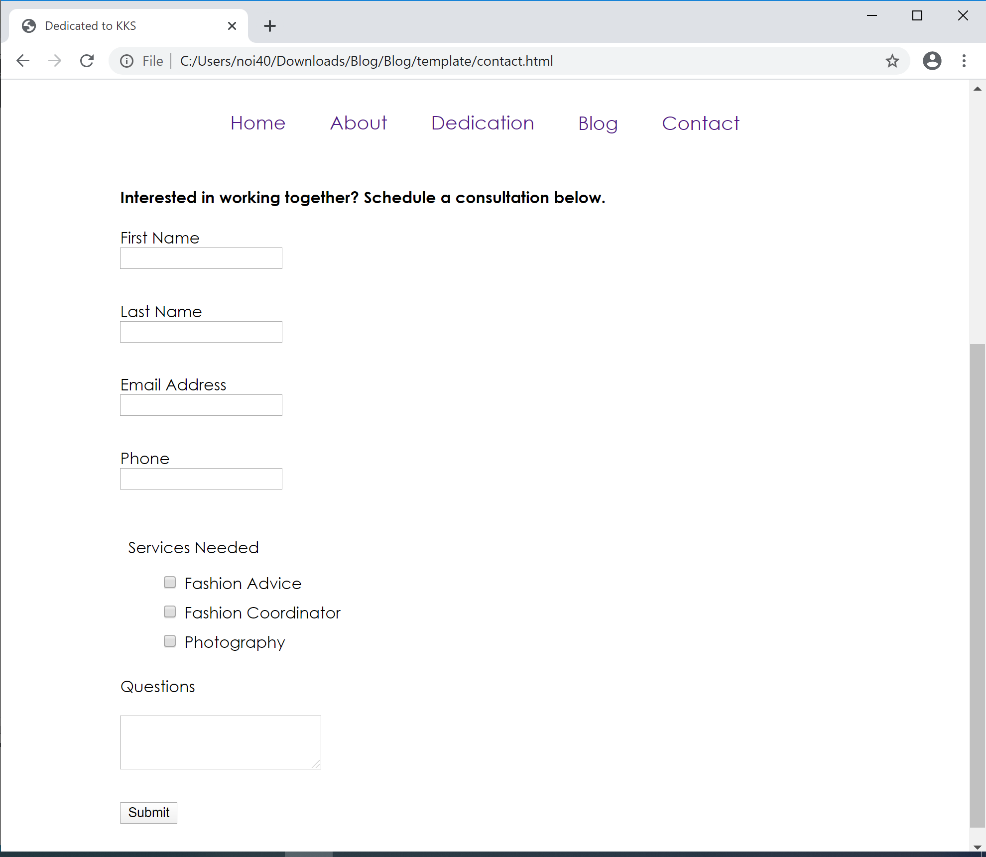 Dedicated to KKS
File C:/Users/noi40/Downloads/Blog/Blog/template/contact.html
Home About Dedication Blog Contact
Interested in working together? Schedule a consultation below.
First Name
Last Name
Email Address
Phone
Services Needed
Fashion Advice
Fashion Coordinator
Photography
Questions
Submit